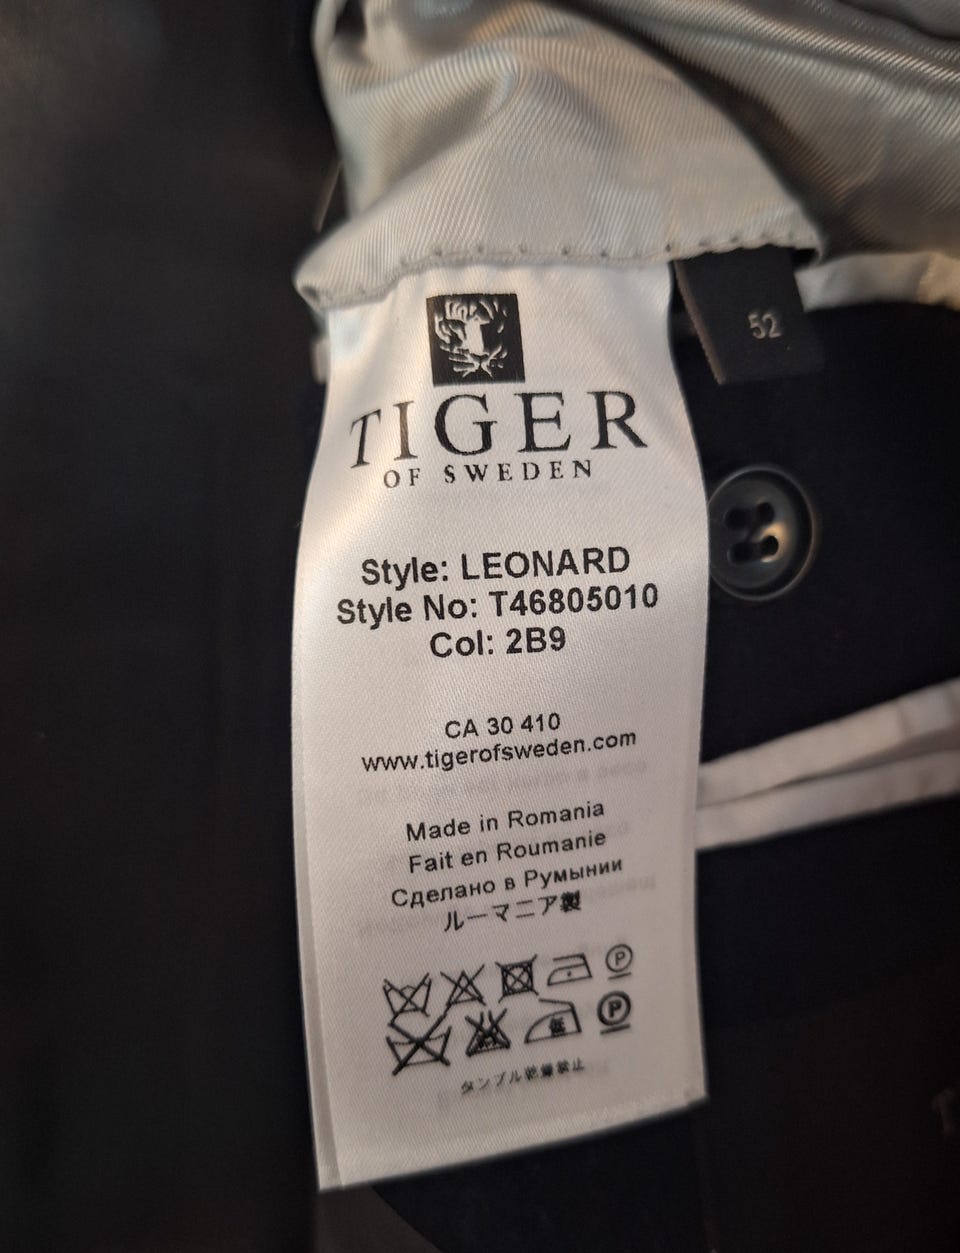 TIGER
OF SWEDEN
52
Style: LEONARD
Style No: T46805010
Col: 2B9
CA 30 410
www.tigerofsweden.com
Made in Romania
Fait en Roumanie
Сделано в Румынии
ルーマニア製
P
低 P
タンブル乾燥禁止